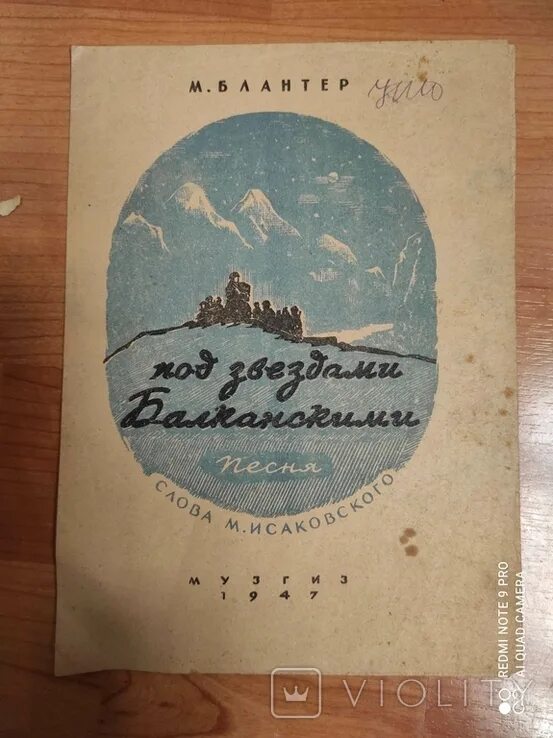 М. БЛАНТЕР
под звездами
Балканскими
песня
СЛОВА М. ИСАКОВСКОГО
МУЗГИЗ
1947
REDMI NOTE 9 PRO
AI QUAD CAMERA
VIOLITY